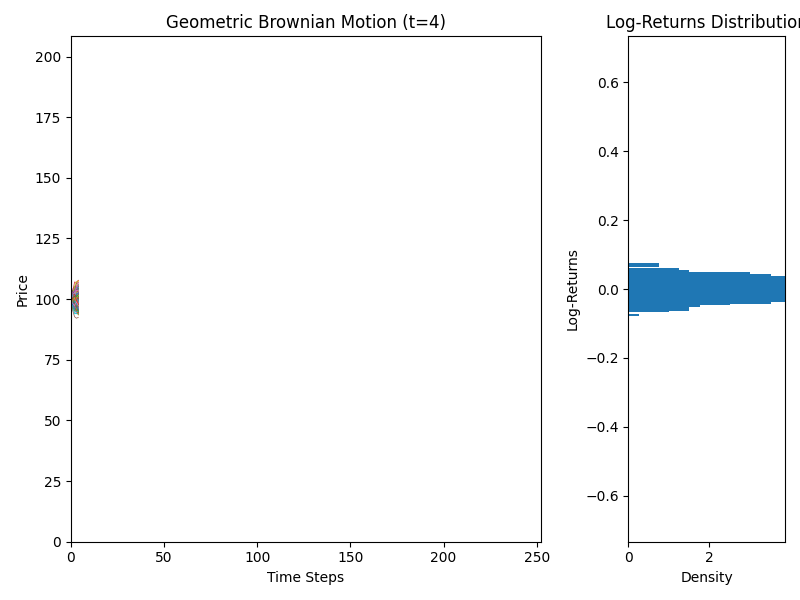 Geometric Brownian Motion (t=4)
Price
200
175
150
125
100
75
50
25
0
0 50 100 150 200 250
Time Steps
Log-Returns Distribution
Log-Returns
0.6
0.4
0.2
0.0
−0.2
−0.4
−0.6
0 2
Density